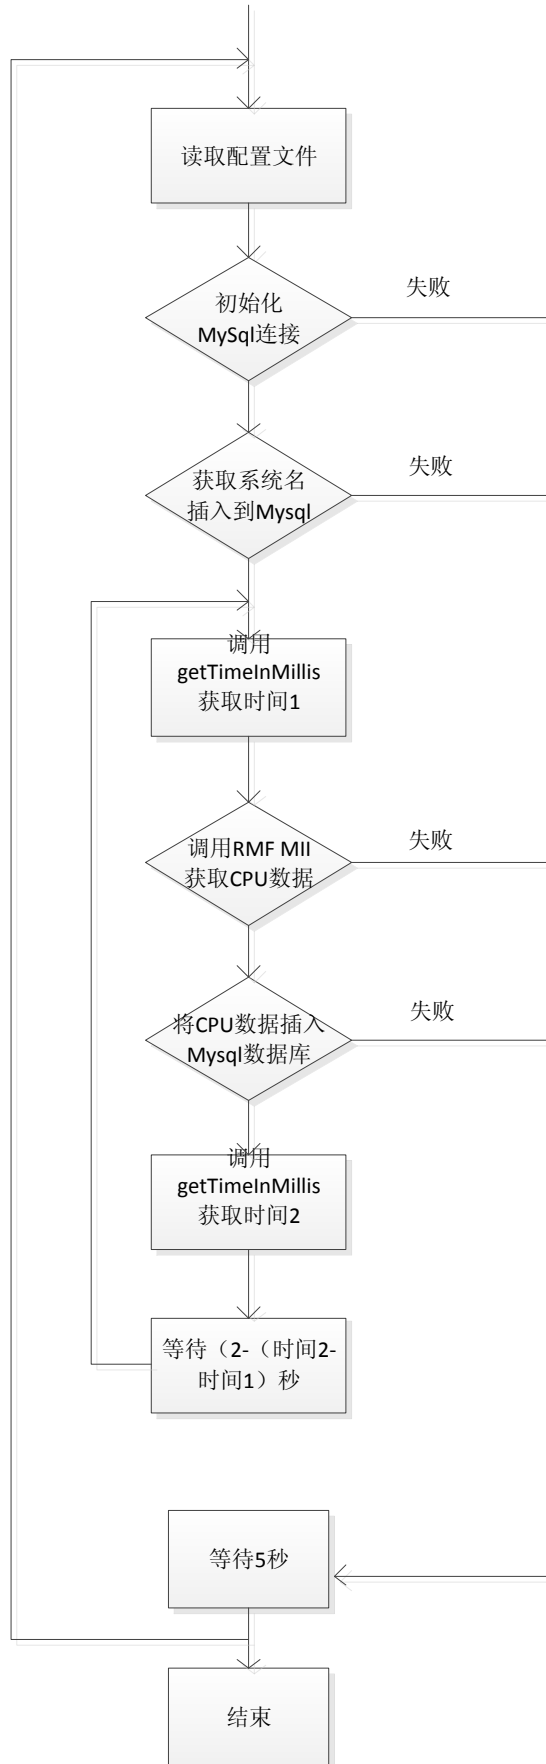 读取配置文件
初始化
MySql连接
失败
获取系统名
插入到Mysql
失败
调用
getTimeInMillis
获取时间1
调用RMF MII
获取CPU数据
失败
将CPU数据插入
Mysql数据库
失败
调用
getTimeInMillis
获取时间2
等待（2-（时间2-
时间1）秒
等待5秒
结束